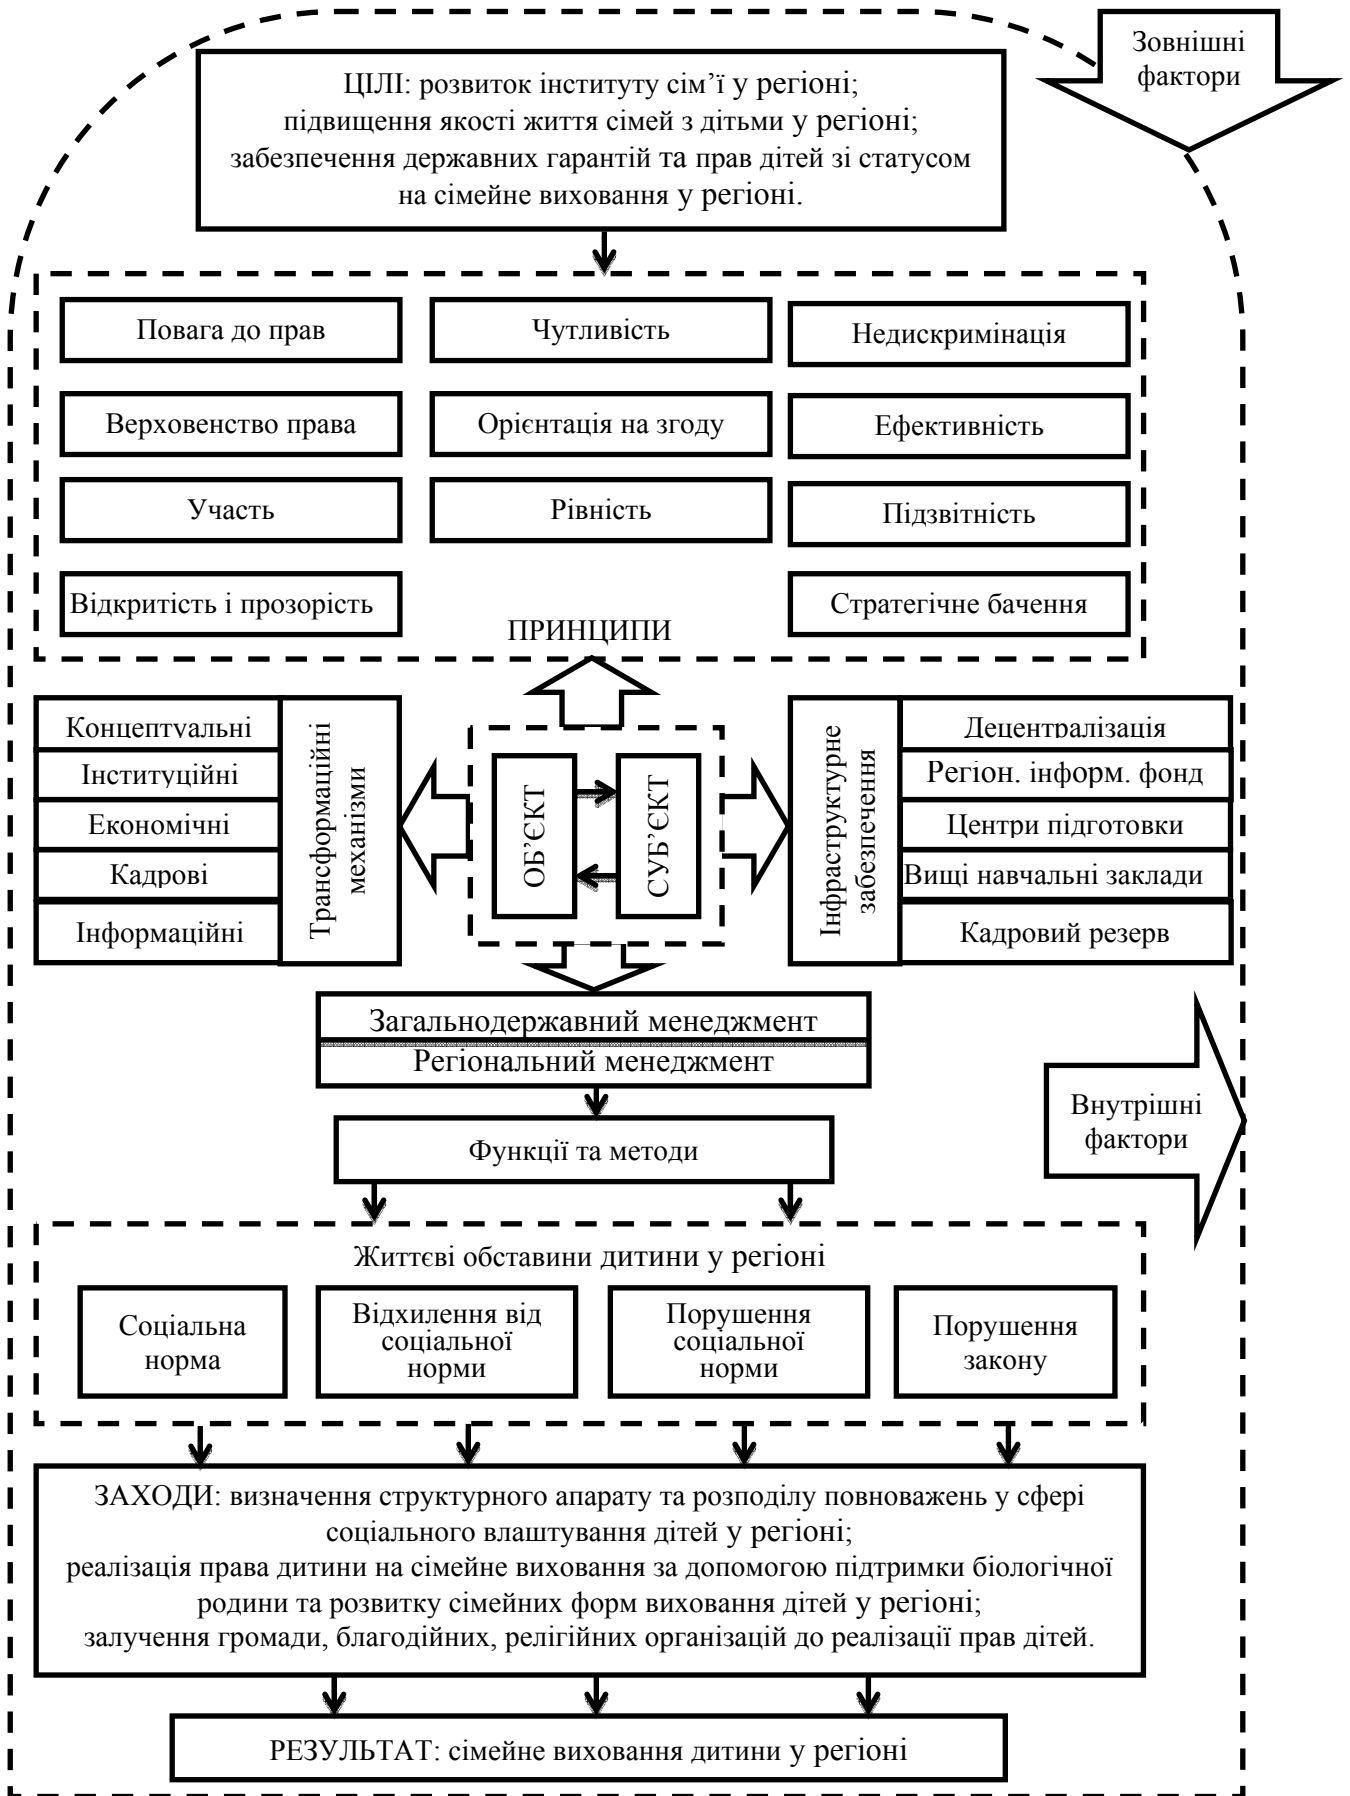 Зовнішні
фактори
ЦІЛІ: розвиток інституту сім’ї у регіоні;
підвищення якості життя сімей з дітьми у регіоні;
забезпечення державних гарантій та прав дітей зі статусом
на сімейне виховання у регіоні.
Повага до прав
Чутливість
Недискримінація
Верховенство права
Орієнтація на згоду
Ефективність
Участь
Рівність
Підзвітність
Відкритість і прозорість
Стратегічне бачення
ПРИНЦИПИ
Концептуальні
Інституційні
Економічні
Кадрові
Інформаційні
Трансформаційні
механізми
ОБ’ЄКТ
СУБ’ЄКТ
Інфраструктурне
забезпечення
Децентралізація
Регіон. інформ. фонд
Центри підготовки
Вищі навчальні заклади
Кадровий резерв
Загальнодержавний менеджмент
Регіональний менеджмент
Функції та методи
Внутрішні
фактори
Життєві обставини дитини у регіоні
Соціальна
норма
Відхилення від
соціальної
норми
Порушення
соціальної
норми
Порушення
закону
ЗАХОДИ: визначення структурного апарату та розподілу повноважень у сфері
соціального влаштування дітей у регіоні;
реалізація права дитини на сімейне виховання за допомогою підтримки біологічної
родини та розвитку сімейних форм виховання дітей у регіоні;
залучення громади, благодійних, релігійних організацій до реалізації прав дітей.
РЕЗУЛЬТАТ: сімейне виховання дитини у регіоні